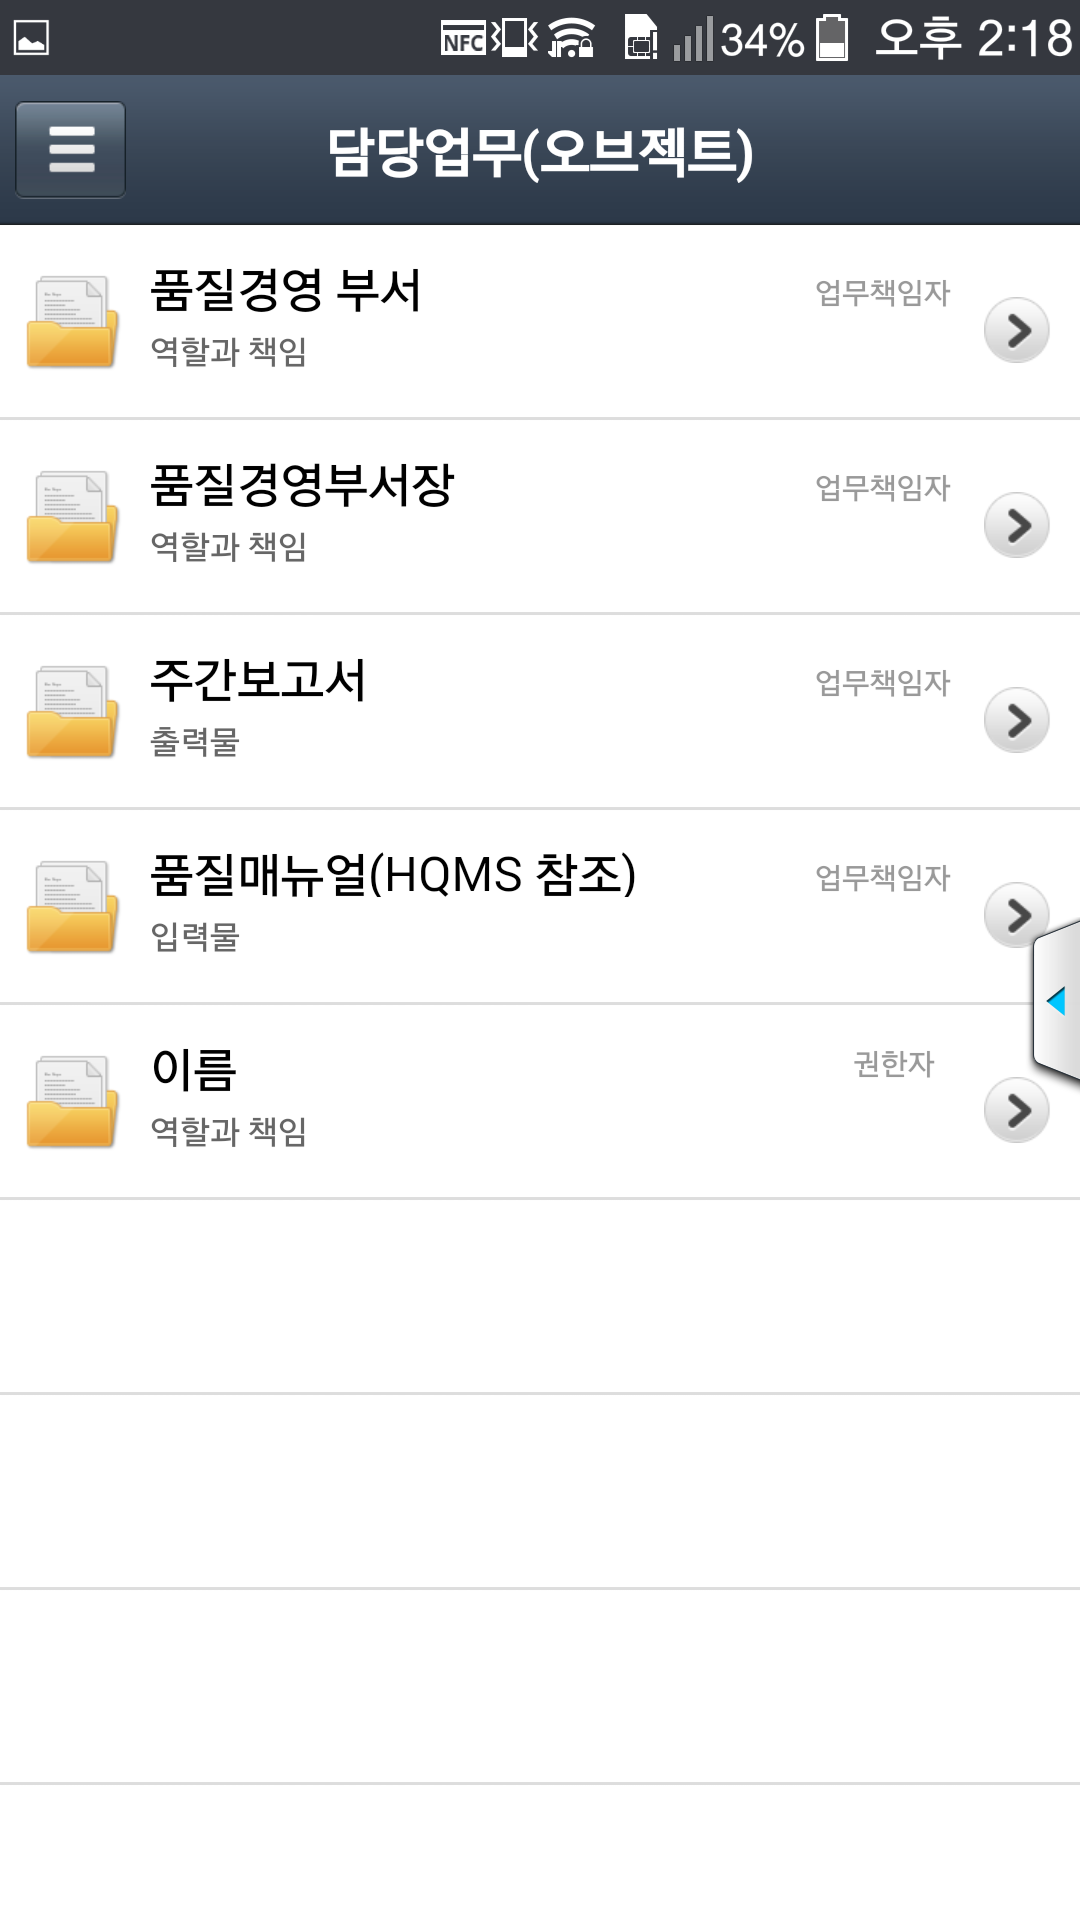 NFC 34% 오후 2:18
담당업무(오브젝트)
품질경영 부서 업무책임자
역할과 책임
품질경영부서장 업무책임자
역할과 책임
주간보고서 업무책임자
출력물
품질매뉴얼(HQMS 참조) 업무책임자
입력물
이름 권한자
역할과 책임